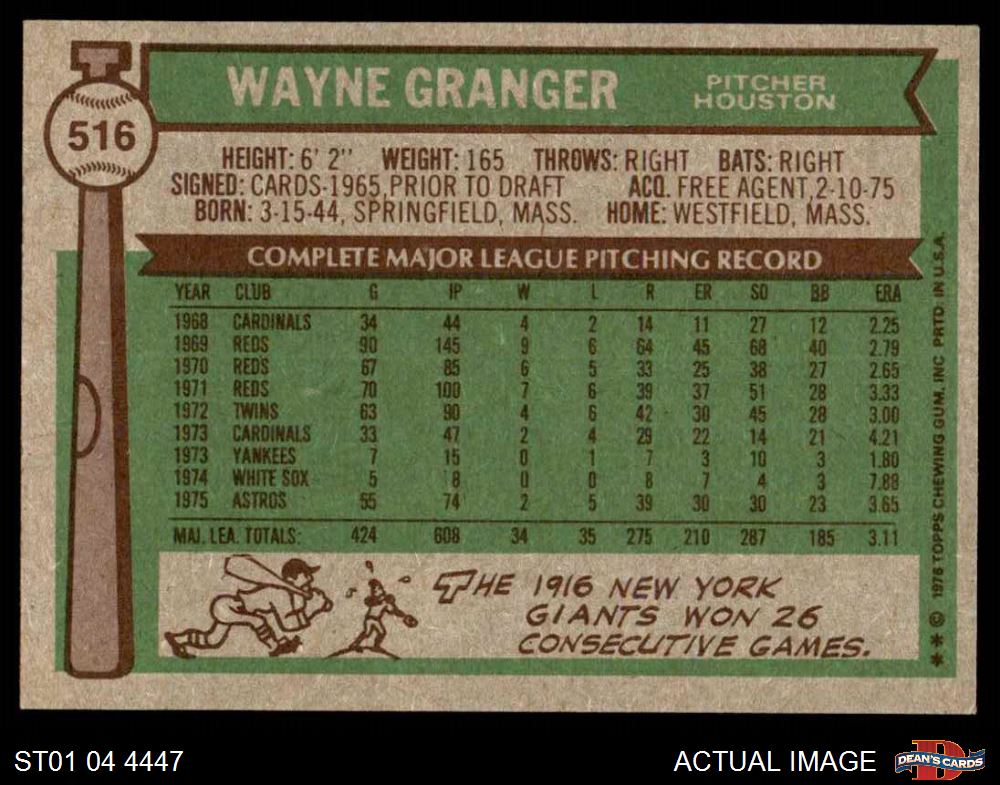 516
WAYNE GRANGER
PITCHER
HOUSTON
HEIGHT: 6' 2" WEIGHT: 165 THROWS: RIGHT BATS: RIGHT
SIGNED: CARDS-1965, PRIOR TO DRAFT ACQ. FREE AGENT, 2-10-75
BORN: 3-15-44, SPRINGFIELD, MASS. HOME: WESTFIELD, MASS.
COMPLETE MAJOR LEAGUE PITCHING RECORD
YEAR CLUB G IP W L R ER SO BB ERA
1968 CARDINALS 34 44 4 2 14 11 27 12 2.25
1969 REDS 90 145 9 6 64 45 68 40 2.79
1970 REDS 67 85 6 5 33 25 38 27 2.65
1971 REDS 70 100 7 6 39 37 51 28 3.33
1972 TWINS 63 90 4 6 42 30 45 28 3.00
1973 CARDINALS 33 47 2 4 29 22 14 21 4.21
1973 YANKEES 7 15 0 1 7 3 10 3 1.80
1974 WHITE SOX 5 8 0 0 8 7 4 3 7.88
1975 ASTROS 55 74 2 5 39 30 30 23 3.65
MAJ. LEA. TOTALS: 424 608 34 35 275 210 287 185 3.11
THE 1916 NEW YORK
GIANTS WON 26
CONSECUTIVE GAMES.
* * © 1976 TOPPS CHEWING GUM, INC PRTD. IN U.S.A.
ST01 04 4447
ACTUAL IMAGE
D
DEAN'S CARDS